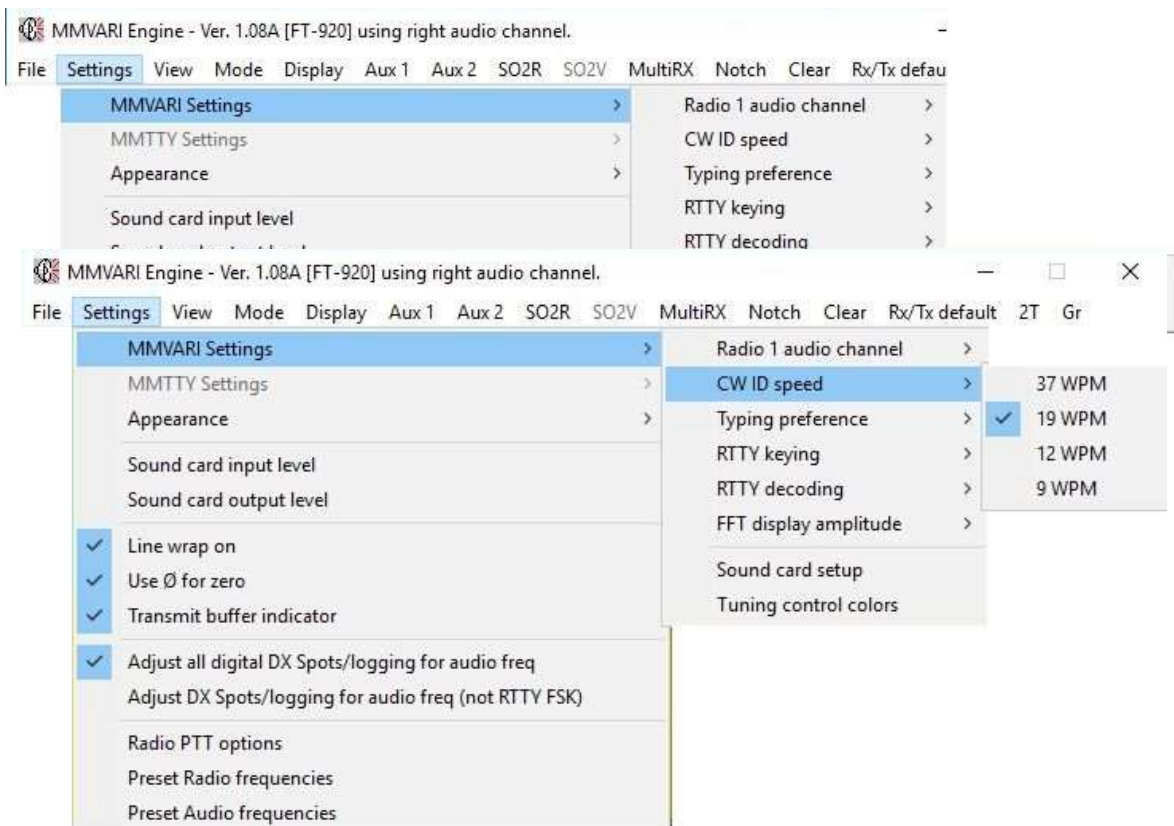 MMVARI Engine - Ver. 1.08A [FT-920] using right audio channel.
File Settings View Mode Display Aux 1 Aux 2 SO2R SO2V MultiRX Notch Clear Rx/Tx defau
MMVARI Settings > Radio 1 audio channel >
MMTTY Settings > CW ID speed >
Appearance > Typing preference >
RTTY keying >
Sound card input level
RTTY decoding >
MMVARI Engine - Ver. 1.08A [FT-920] using right audio channel.
File Settings View Mode Display Aux 1 Aux 2 SO2R SO2V MultiRX Notch Clear Rx/Tx default 2T Gr
MMVARI Settings > Radio 1 audio channel >
MMTTY Settings > CW ID speed > 37 WPM
Appearance > Typing preference > ✓ 19 WPM
RTTY keying > 12 WPM
Sound card input level
RTTY decoding > 9 WPM
Sound card output level
FFT display amplitude >
✓ Line wrap on
Sound card setup
✓ Use Ø for zero
Tuning control colors
✓ Transmit buffer indicator
✓ Adjust all digital DX Spots/logging for audio freq
Adjust DX Spots/logging for audio freq (not RTTY FSK)
Radio PTT options
Preset Radio frequencies
Preset Audio frequencies